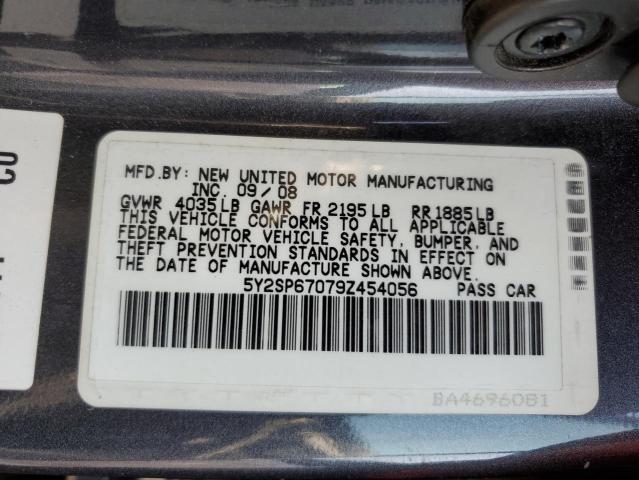 CO
MFD.BY: NEW UNITED MOTOR MANUFACTURING
INC. 09/08
GVWR 4035LB GAWR FR 2195LB RR 1885LB
THIS VEHICLE CONFORMS TO ALL APPLICABLE
FEDERAL MOTOR VEHICLE SAFETY, BUMPER, AND
THEFT PREVENTION STANDARDS IN EFFECT ON
THE DATE OF MANUFACTURE SHOWN ABOVE.
5Y2SP67079Z454056 PASS CAR
BA4696081